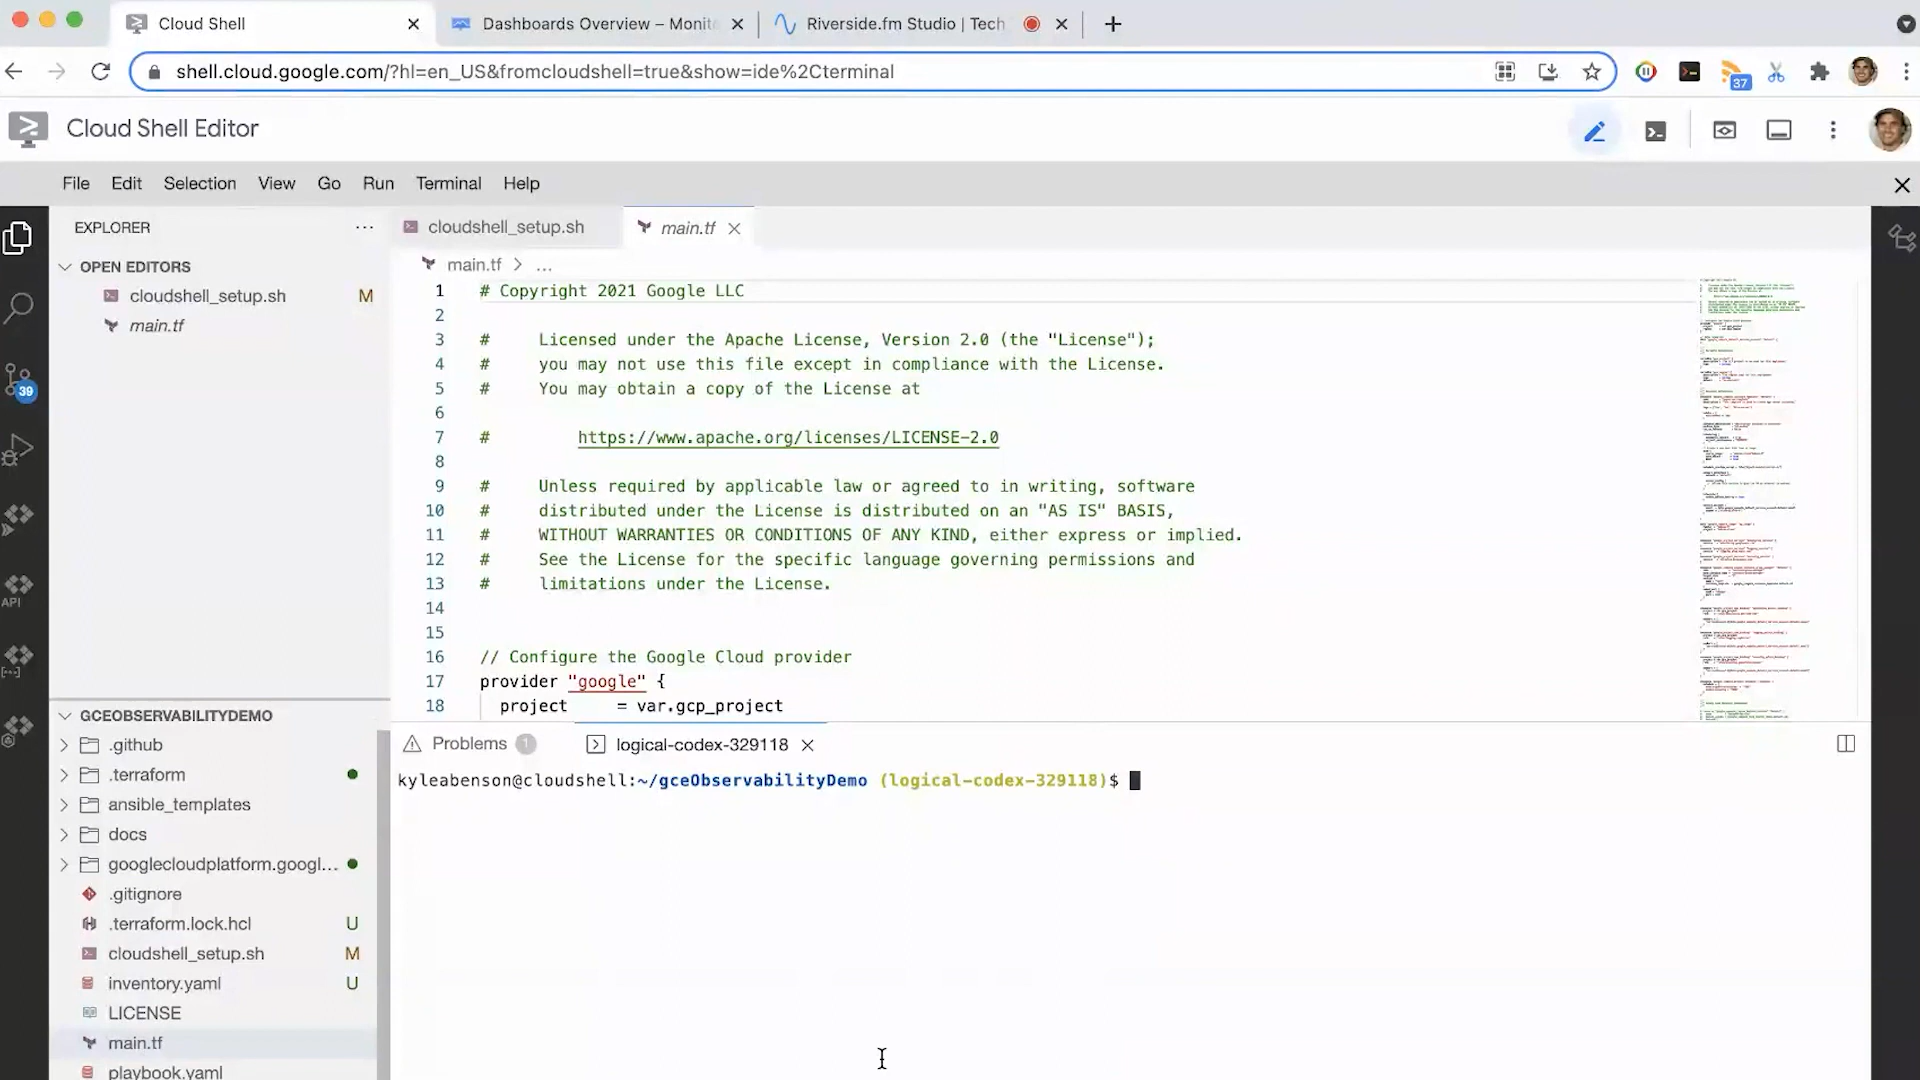 Cloud Shell
Dashboards Overview – Monit
Riverside.fm Studio | Tech
shell.cloud.google.com/?hl=en_US&fromcloudshell=true&show=ide%2Cterminal
37
Cloud Shell Editor
File Edit Selection View Go Run Terminal Help
EXPLORER
OPEN EDITORS
cloudshell_setup.sh M
main.tf
39
API
GCEOBSERVABILITYDEMO
.github
.terraform
ansible_templates
docs
googlecloudplatform.googl...
.gitignore
.terraform.lock.hcl U
cloudshell_setup.sh M
inventory.yaml U
LICENSE
main.tf
playbook.yaml
cloudshell_setup.sh main.tf
main.tf > ...
1 # Copyright 2021 Google LLC
2
3 # Licensed under the Apache License, Version 2.0 (the "License");
4 # you may not use this file except in compliance with the License.
5 # You may obtain a copy of the License at
6
7 # https://www.apache.org/licenses/LICENSE-2.0
8
9 # Unless required by applicable law or agreed to in writing, software
10 # distributed under the License is distributed on an "AS IS" BASIS,
11 # WITHOUT WARRANTIES OR CONDITIONS OF ANY KIND, either express or implied.
12 # See the License for the specific language governing permissions and
13 # limitations under the License.
14
15
16 // Configure the Google Cloud provider
17 provider "google" {
18 project = var.gcp_project
Problems 1 logical-codex-329118
kyleabenson@cloudshell:~/gceObservabilityDemo (logical-codex-329118)$